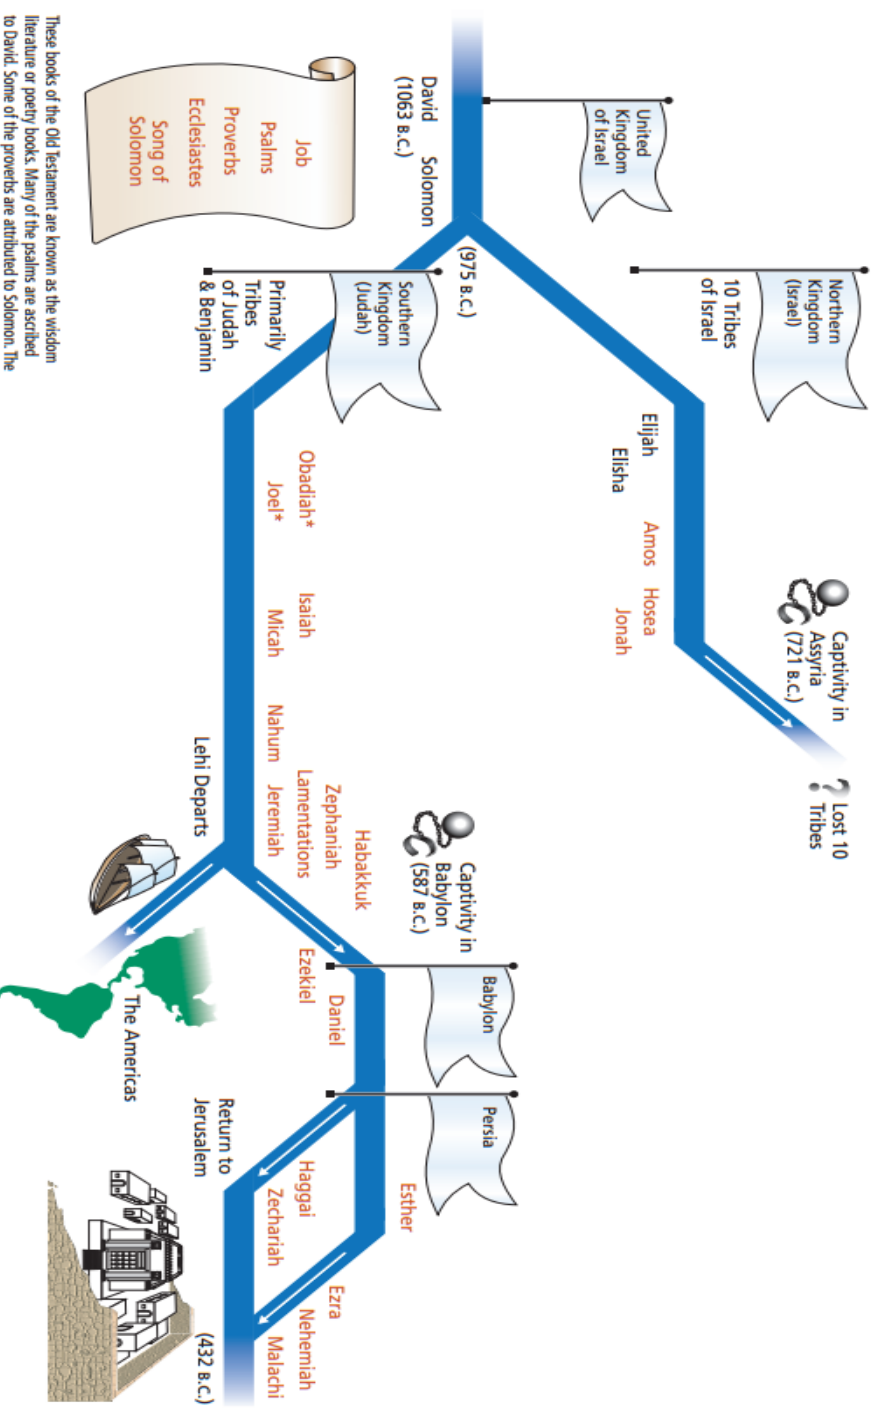 Northern
Kingdom
(Israel)
10 Tribes
of Israel
United
Kingdom
of Israel
David
(1063 B.C.)
Solomon
(975 B.C.)
Southern
Kingdom
(Judah)
Primarily
Tribes
of Judah
& Benjamin
Elijah
Elisha
Amos
Hosea
Jonah
Captivity in
Assyria
(721 B.C.)
?
Lost 10
Tribes
Job
Psalms
Proverbs
Ecclesiastes
Song of
Solomon
These books of the Old Testament are known as the wisdom
literature or poetry books. Many of the psalms are ascribed
to David. Some of the proverbs are attributed to Solomon. The
Obadiah*
Joel*
Isaiah
Micah
Nahum
Habakkuk
Zephaniah
Lamentations
Jeremiah
Lehi Departs
The Americas
Captivity in
Babylon
(587 B.C.)
Babylon
Daniel
Ezekiel
Persia
Esther
Haggai
Zechariah
Return to
Jerusalem
Ezra
Nehemiah
Malachi
(432 B.C.)